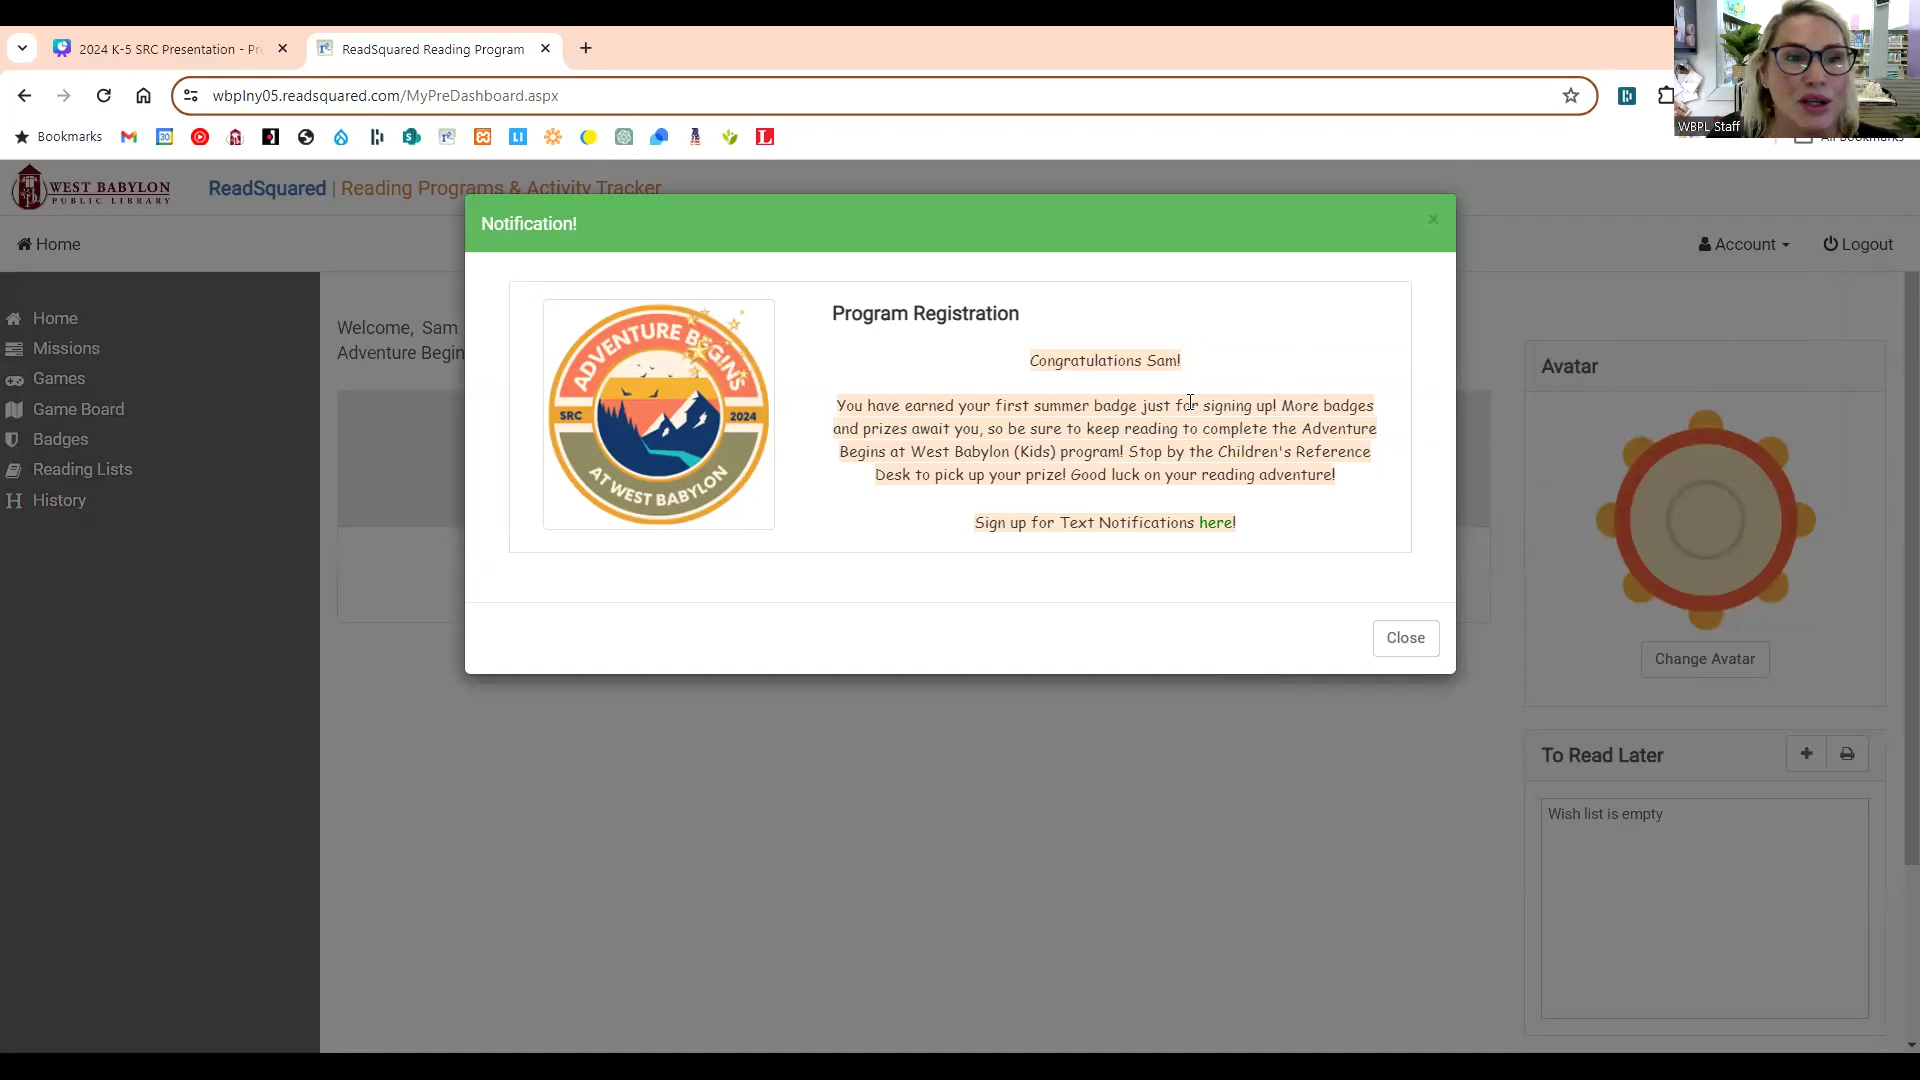 2024 K-5 SRC Presentation - Pr
ReadSquared Reading Program
wbplny05.readsquared.com/MyPreDashboard.aspx
WBPL Staff
Bookmarks
All Bookmarks
WEST BABYLON
PUBLIC LIBRARY
ReadSquared | Reading Programs & Activity Tracker
Home
Account
Logout
Notification!
Home
Missions
Games
Game Board
Badges
Reading Lists
History
Welcome, Sam
Adventure Begin
ADVENTURE BEGINS
SRC
2024
AT WEST BABYLON
Program Registration
Congratulations Sam!
You have earned your first summer badge just for signing up! More badges
and prizes await you, so be sure to keep reading to complete the Adventure
Begins at West Babylon (Kids) program! Stop by the Children's Reference
Desk to pick up your prize! Good luck on your reading adventure!
Sign up for Text Notifications here!
Close
Avatar
Change Avatar
To Read Later
Wish list is empty